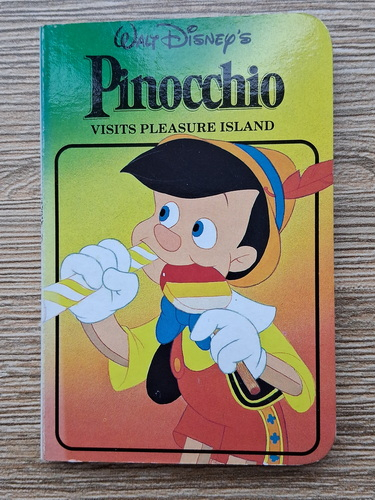 WALT DISNEY'S
Pinocchio
VISITS PLEASURE ISLAND